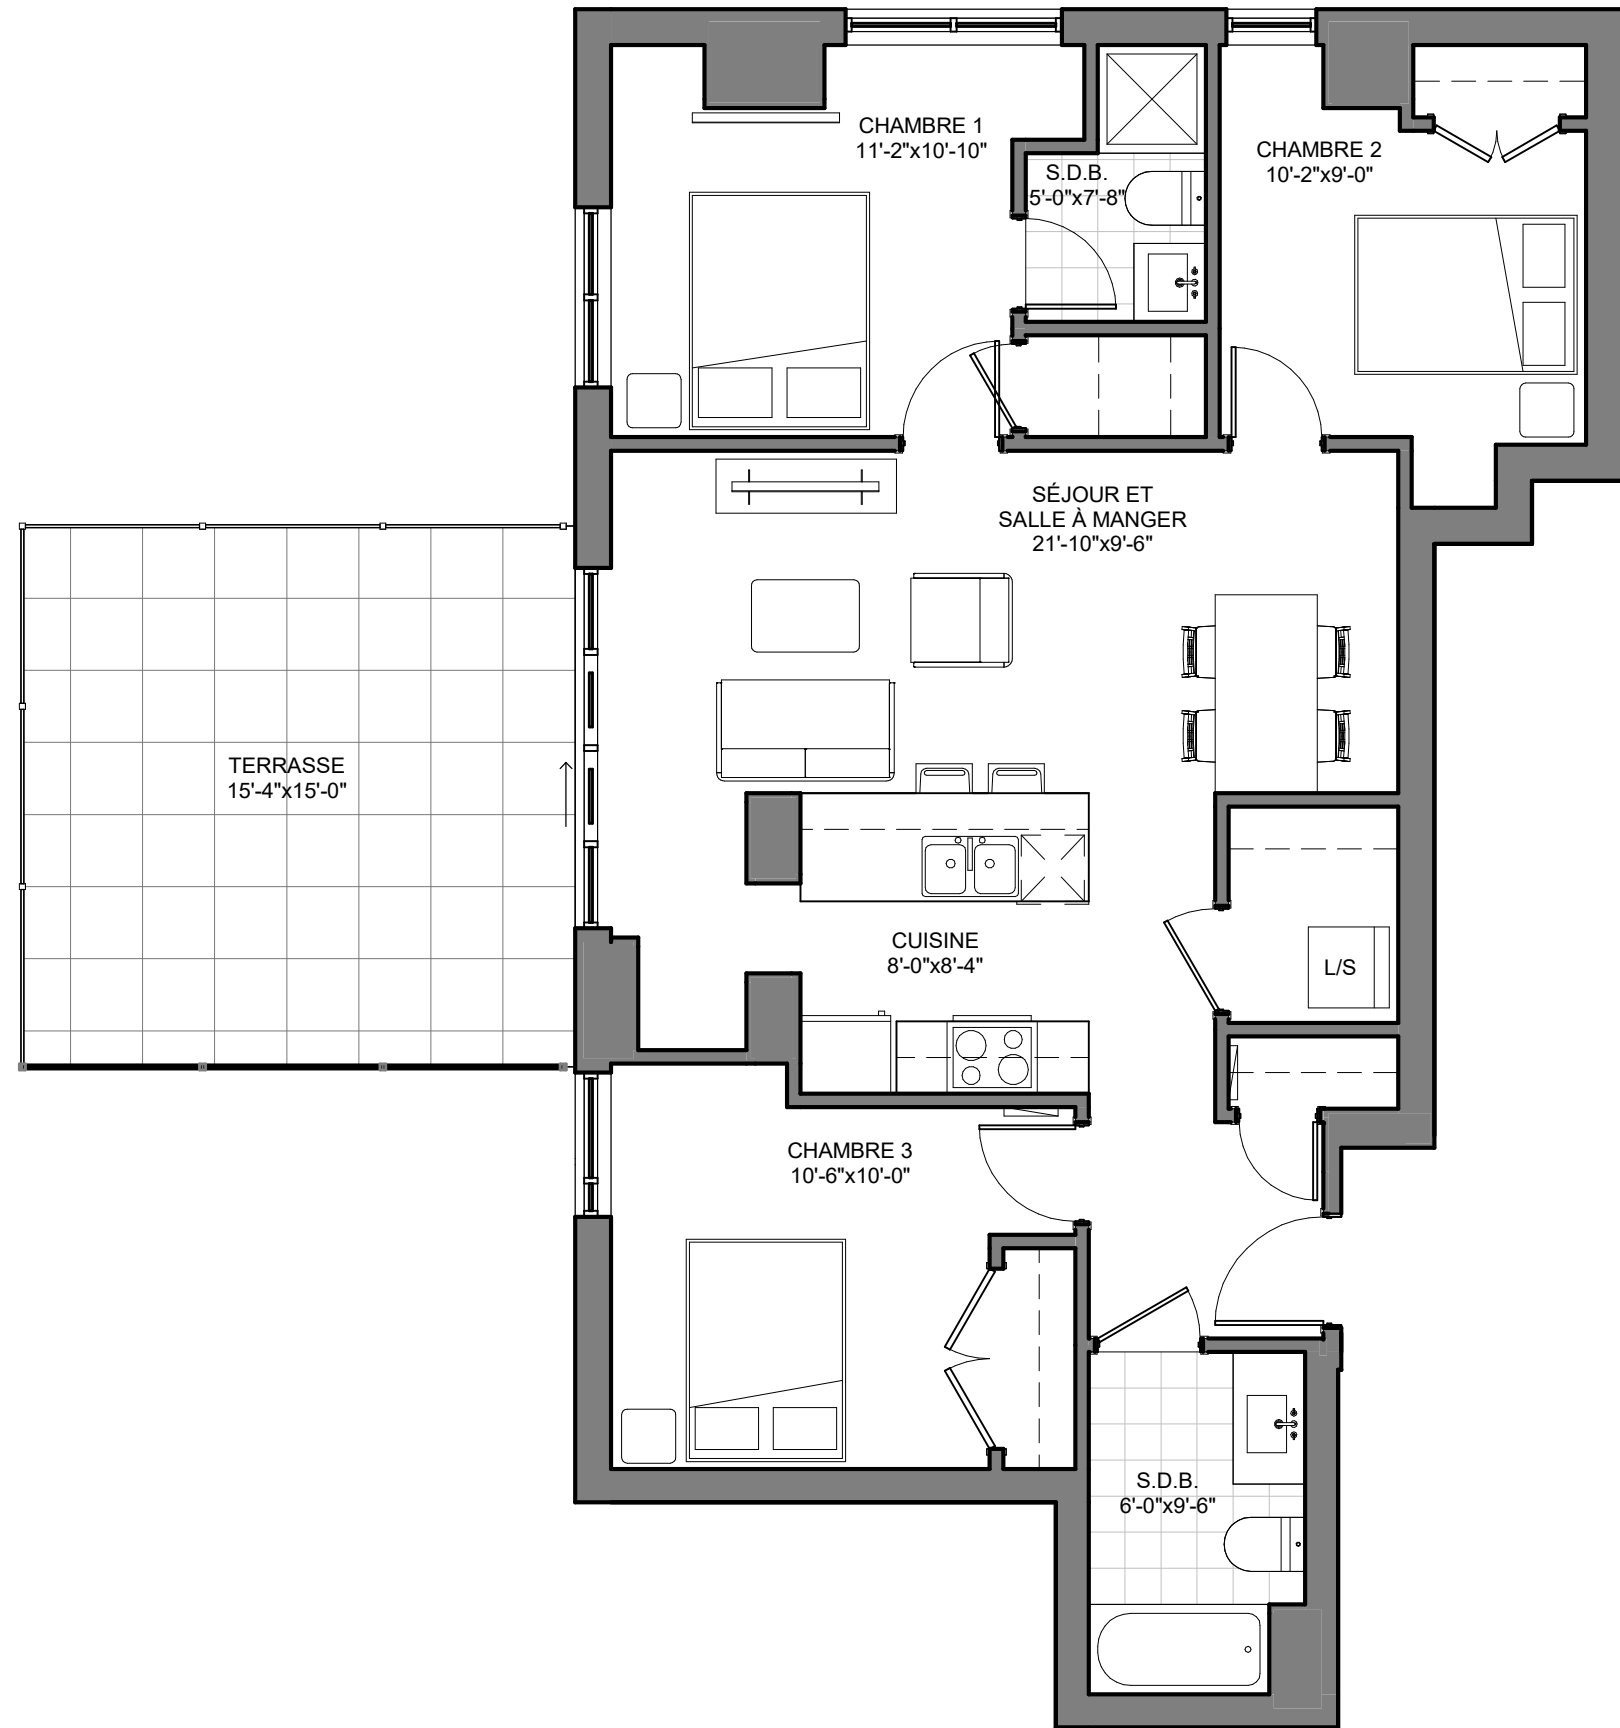 CHAMBRE 1
11'-2"x10'-10"
CHAMBRE 2
10'-2"x9'-0"
S.D.B.
5'-0"x7'-8"
SÉJOUR ET
SALLE À MANGER
21'-10"x9'-6"
TERRASSE
15'-4"x15'-0"
CUISINE
8'-0"x8'-4"
L/S
CHAMBRE 3
10'-6"x10'-0"
S.D.B.
6'-0"x9'-6"